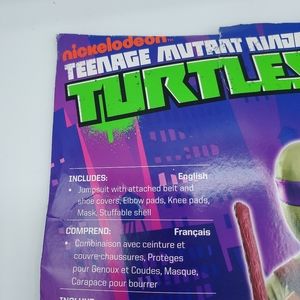 nickelodeon
TEENAGE MUTANT NINJA
TURTLES
INCLUDES: English
• Jumpsuit with attached belt and
shoe covers, Elbow pads, Knee pads,
Mask, Stuffable shell
COMPREND: Français
• Combinaison avec ceinture et
couvre-chaussures, Protèges
pour Genoux et Coudes, Masque,
Carapace pour bourrer